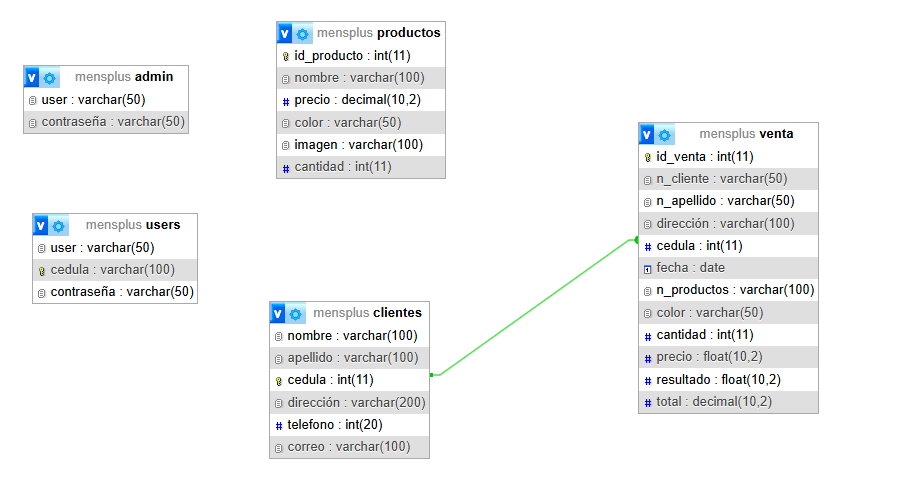 mensplus admin
user : varchar(50)
contraseña : varchar(50)
mensplus productos
id_producto : int(11)
nombre : varchar(100)
precio : decimal(10,2)
color : varchar(50)
imagen : varchar(100)
cantidad : int(11)
mensplus users
user : varchar(50)
cedula : varchar(100)
contraseña : varchar(50)
mensplus clientes
nombre : varchar(100)
apellido : varchar(100)
cedula : int(11)
dirección : varchar(200)
telefono : int(20)
correo : varchar(100)
mensplus venta
id_venta : int(11)
n_cliente : varchar(50)
n_apellido : varchar(50)
dirección : varchar(100)
cedula : int(11)
fecha : date
n_productos : varchar(100)
color : varchar(50)
cantidad : int(11)
precio : float(10,2)
resultado : float(10,2)
total : decimal(10,2)